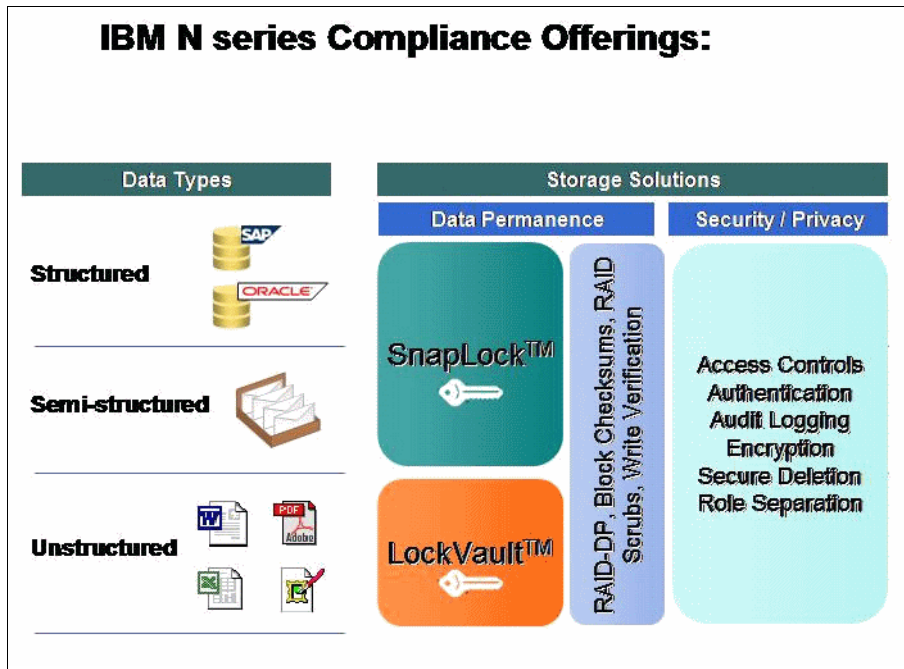 IBM N series Compliance Offerings:
Data Types
Storage Solutions
Data Permanence
Security / Privacy
Structured
SAP
ORACLE
Semi-structured
Unstructured
W
PDF
Adobe
X
SnapLock™
LockVault™
RAID-DP, Block Checksums, RAID
Scrubs, Write Verification
Access Controls
Authentication
Audit Logging
Encryption
Secure Deletion
Role Separation